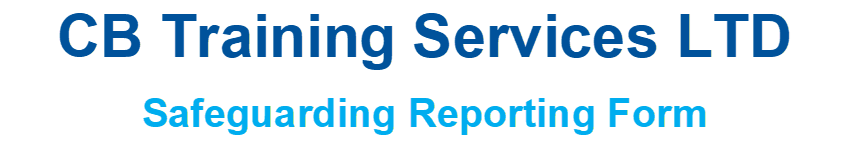 CB Training Services LTD
Safeguarding Reporting Form